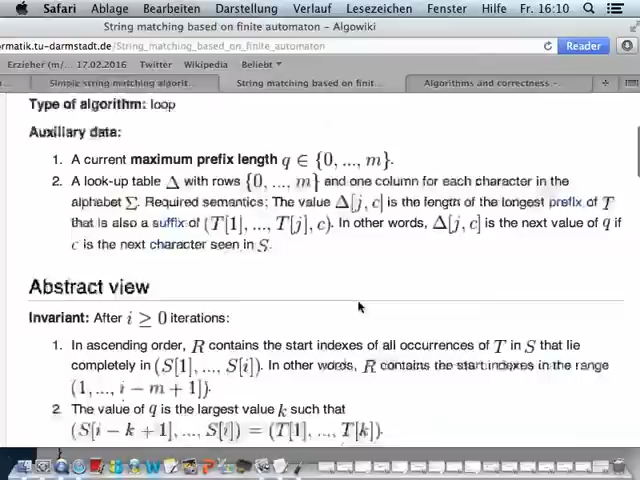 Safari Ablage Bearbeiten Darstellung Verlauf Lesezeichen Fenster Hilfe Fr. 16:10
String matching based on finite automaton - Algowiki
ormatik.tu-darmstadt.de/String_matching_based_on_finite_automaton Reader
Erzieher (m/ 17.02.2016 Twitter Wikipedia Beliebt
Simple string matching algorit... String matching based on finit... Algorithms and correctness -...
Type of algorithm: loop
Auxiliary data:
1. A current maximum prefix length q ∈ {0, ..., m}.
2. A look-up table Δ with rows {0, ..., m} and one column for each character in the
alphabet Σ. Required semantics: The value Δ[j, c] is the length of the longest prefix of T
that is also a suffix of (T[1], ..., T[j], c). In other words, Δ[j, c] is the next value of q if
c is the next character seen in S.
Abstract view
Invariant: After i ≥ 0 iterations:
1. In ascending order, R contains the start indexes of all occurrences of T in S that lie
completely in (S[1], ..., S[i]). In other words, R contains the start indexes in the range
(1, ..., i − m + 1]).
2. The value of q is the largest value k such that
(S[i − k + 1], ..., S[i]) = (T[1], ..., T[k]).